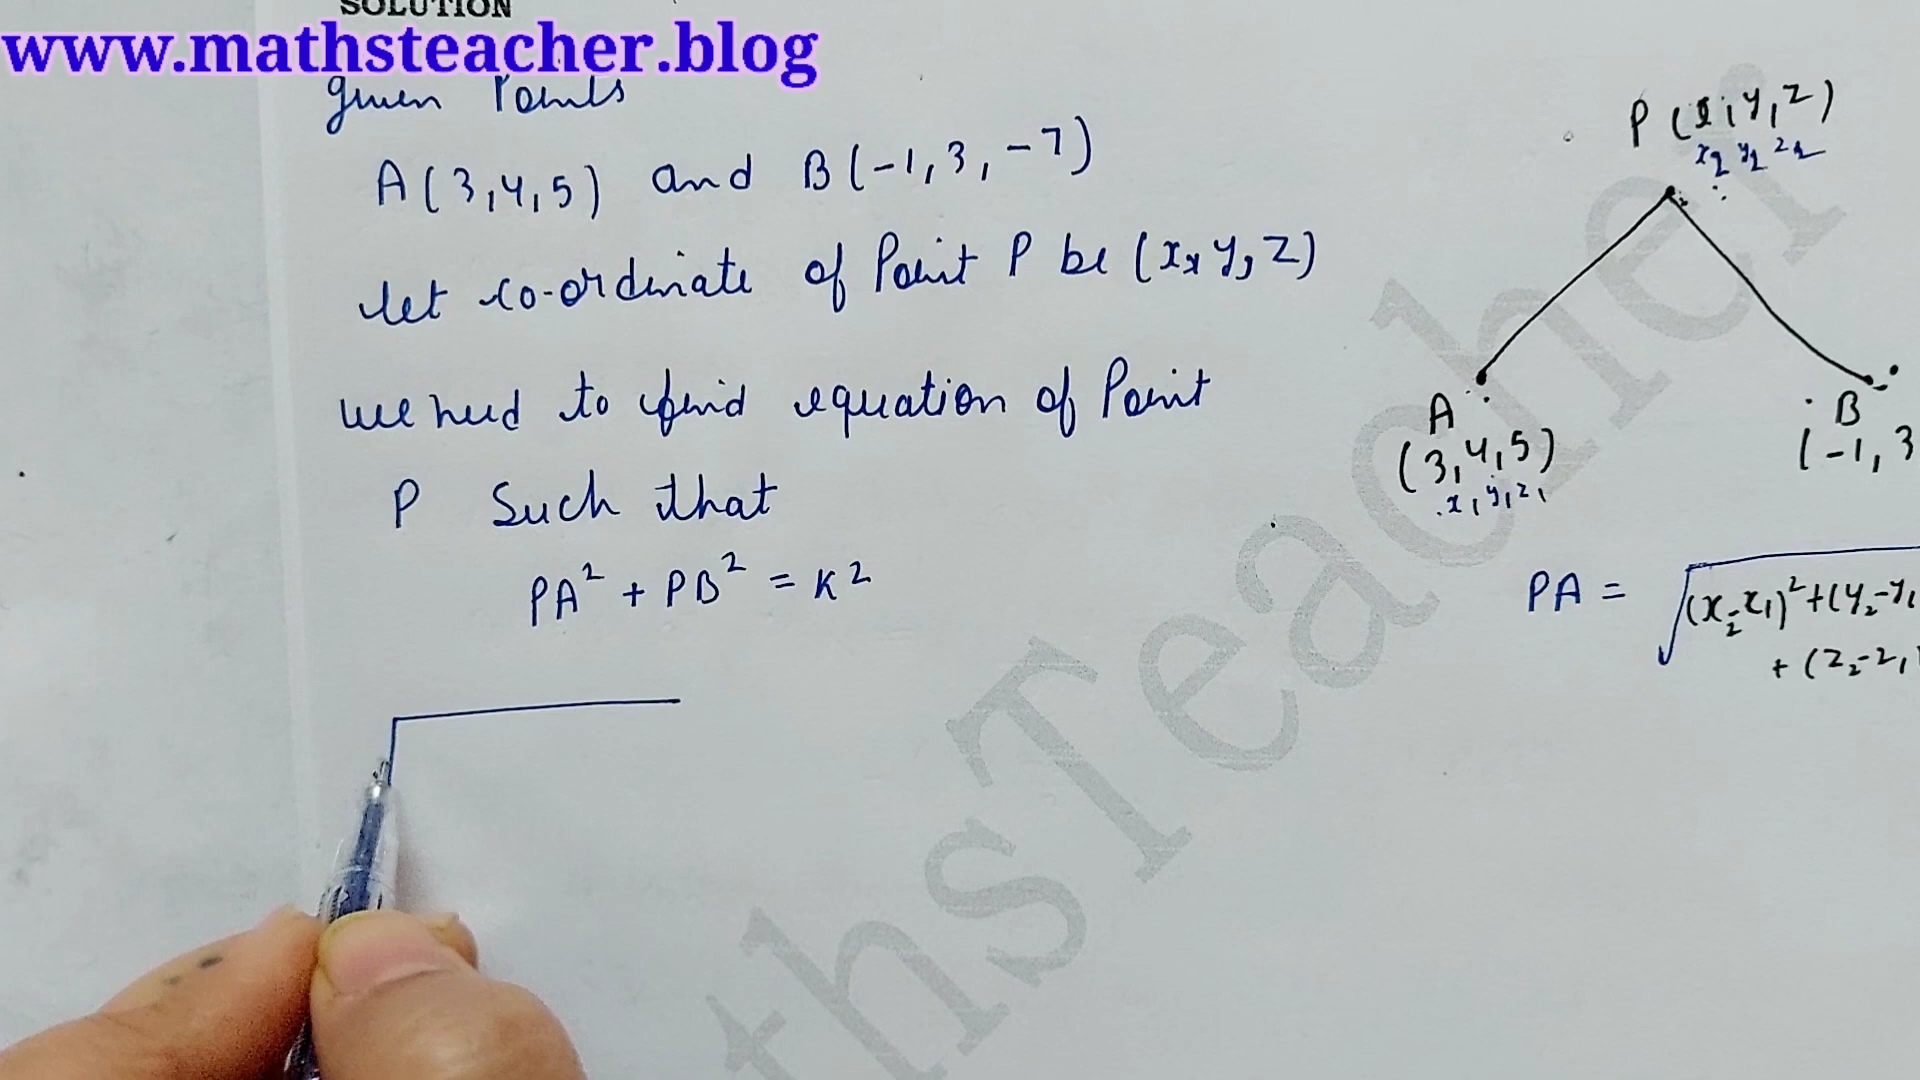 SOLUTION
www.mathsteacher.blog
given Points
A(3,4,5) and B(-1,3,-7)
let co-ordinate of Point P be (x, y, z)
we need to find equation of Point
P Such that
PA² + PB² = K²
P(x,y,z)
x₂ y₂ z₂
A
(3,4,5)
x₁ y₁ z₁
B
(-1, 3
PA = √(x₂-x₁)²+(y₂-y₁
+ (z₂-z₁)
thsTeacher